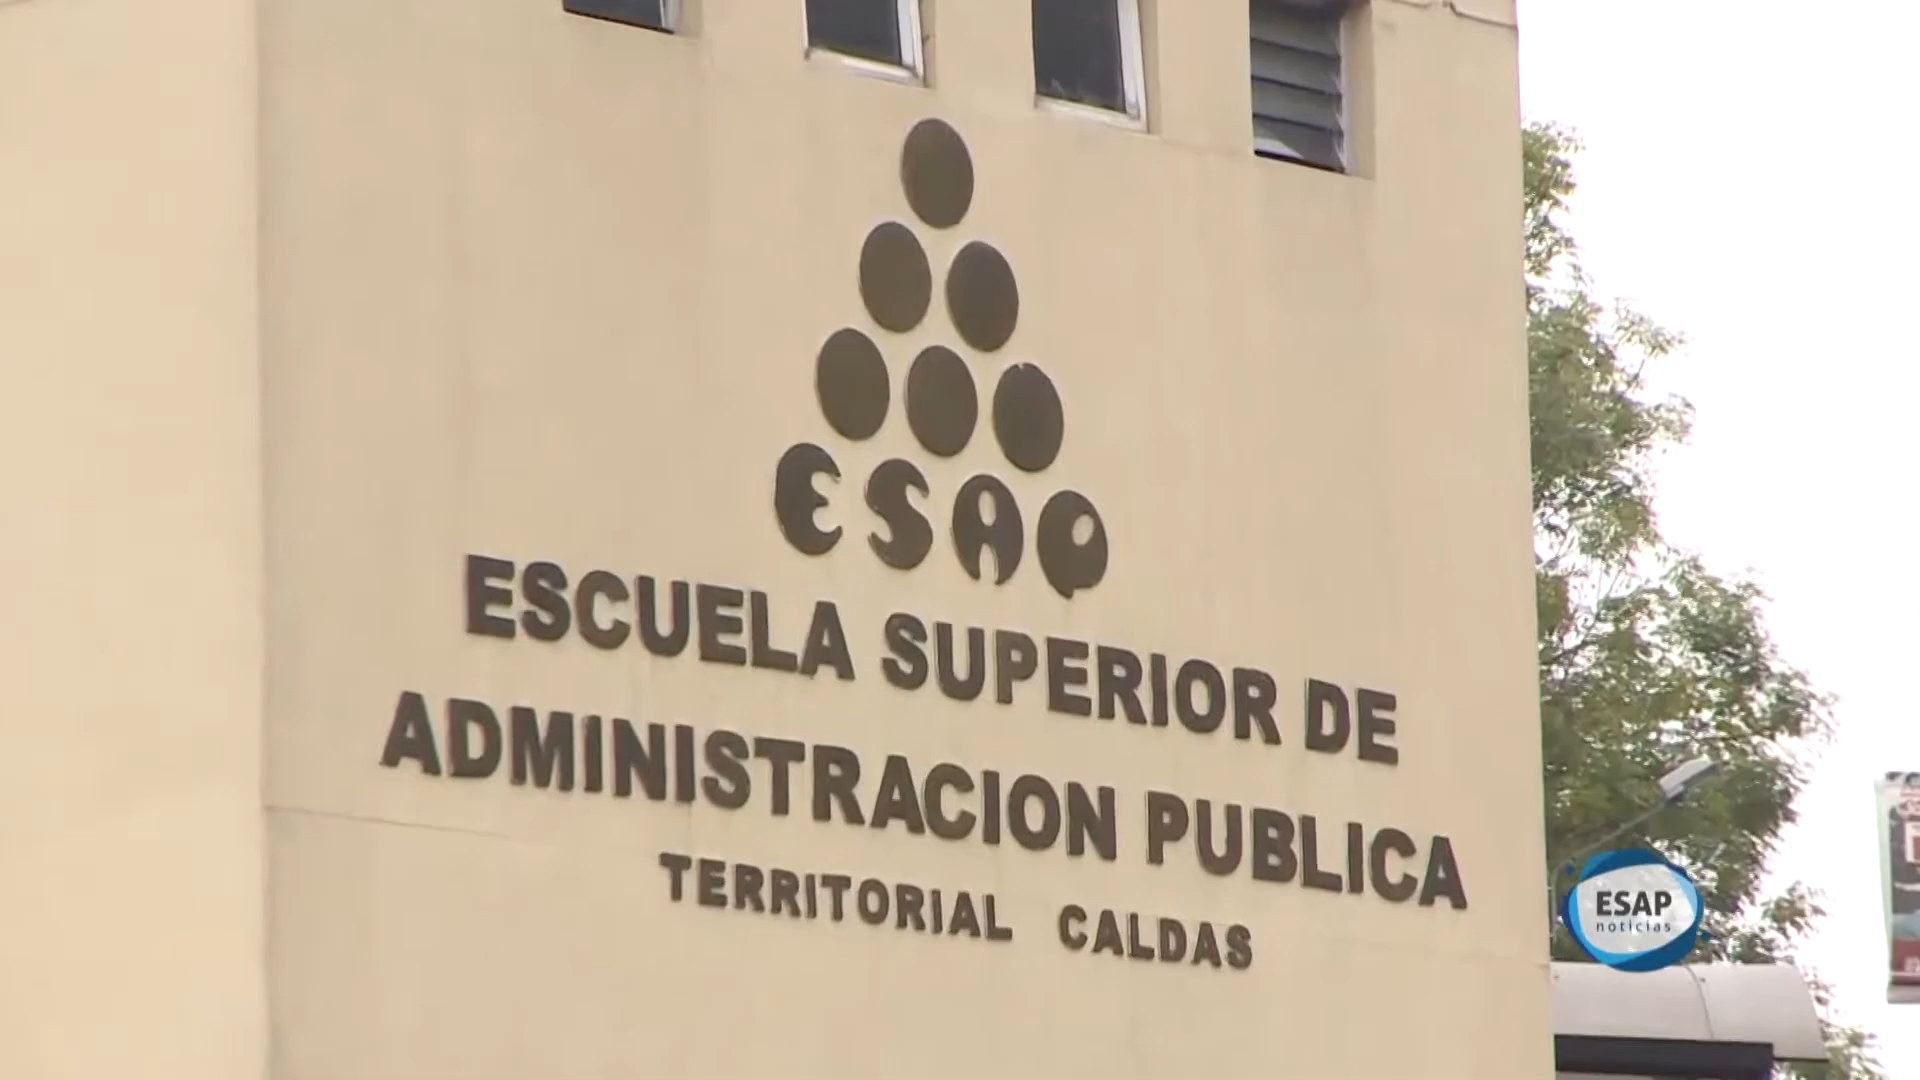 ESAP
ESCUELA SUPERIOR DE
ADMINISTRACION PUBLICA
TERRITORIAL CALDAS
ESAP
noticias